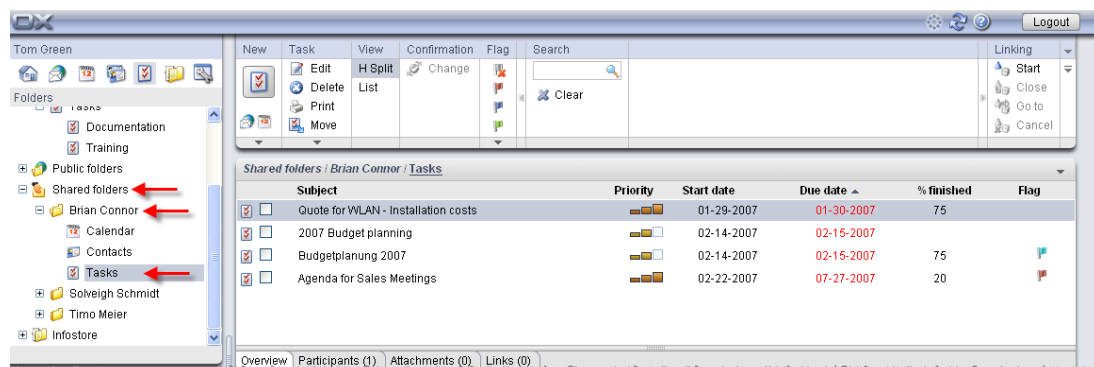 OX
Logout
Tom Green
Folders
Tasks
Documentation
Training
Public folders
Shared folders
Brian Connor
12 Calendar
Contacts
Tasks
Solveigh Schmidt
Timo Meier
Infostore
New Task View Confirmation Flag Search Linking
Edit H Split Change Start
Delete List Clear Close
Print Go to
Move Cancel
Shared folders / Brian Connor / Tasks
Subject Priority Start date Due date % finished Flag
Quote for WLAN - Installation costs 01-29-2007 01-30-2007 75
2007 Budget planning 02-14-2007 02-15-2007
Budgetplanung 2007 02-14-2007 02-15-2007 75
Agenda for Sales Meetings 02-22-2007 07-27-2007 20
Overview Participants (1) Attachments (0) Links (0)